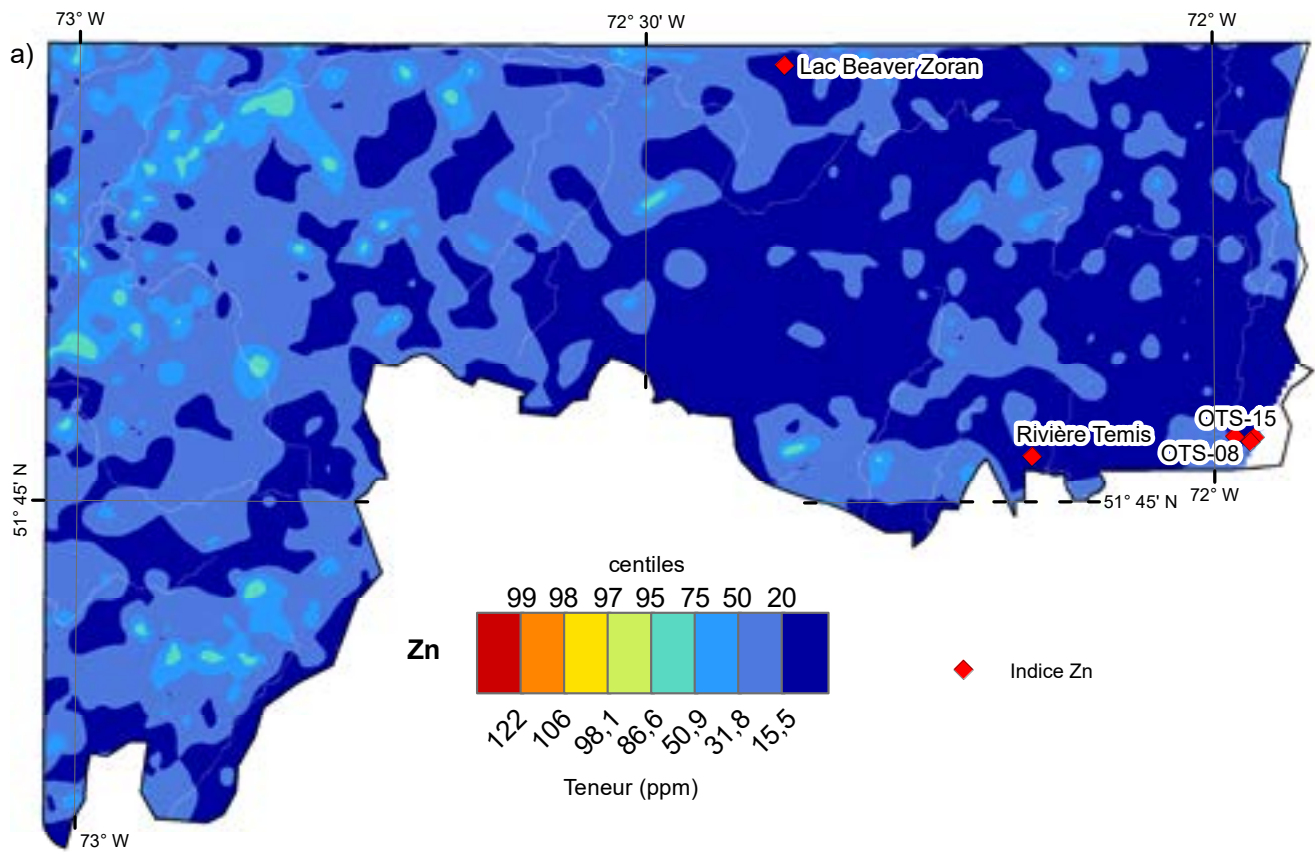 73° W
72° 30' W
72° W
a)
Lac Beaver Zoran
OTS-15
Rivière Temis
OTS-08
51° 45' N
72° W
51° 45' N
centiles
99 98 97 95 75 50 20
Zn
Indice Zn
122 106 98,1 86,6 50,9 31,8 15,5
Teneur (ppm)
73° W